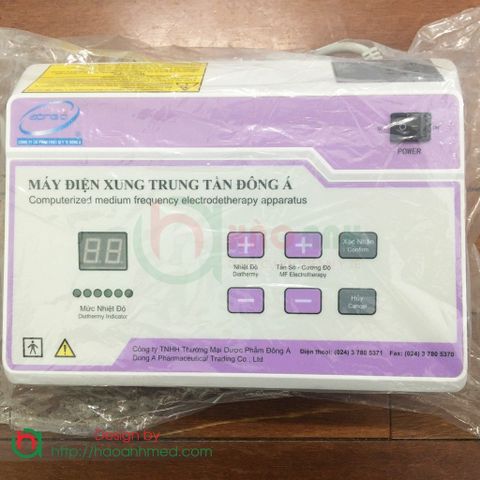 ĐÔNG Á
POWER
MÁY ĐIỆN XUNG TRUNG TẦN ĐÔNG Á
Computerized medium frequency electrodetherapy apparatus
Nhiệt Độ
Diathermy
Tần Số - Cường Độ
MF Electrotherapy
Xác Nhận
Confirm
Mức Nhiệt Độ
Diathermy Indicator
Hủy
Cancel
Công ty TNHH Thương Mại Dược Phẩm Đông Á
Dong A Pharmaceutical Trading Co., Ltd
Điện thoại: (024) 3 780 5371 Fax: (024) 3 780 5370
Design by
http://haoanhmed.com